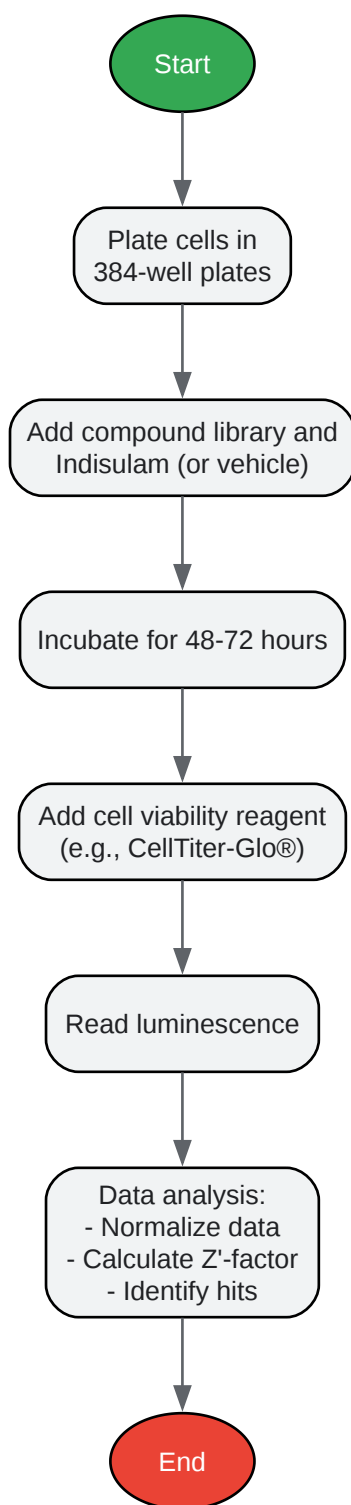 Start
Plate cells in
384-well plates
Add compound library and
Indisulam (or vehicle)
Incubate for 48-72 hours
Add cell viability reagent
(e.g., CellTiter-Glo®)
Read luminescence
Data analysis:
- Normalize data
- Calculate Z'-factor
- Identify hits
End